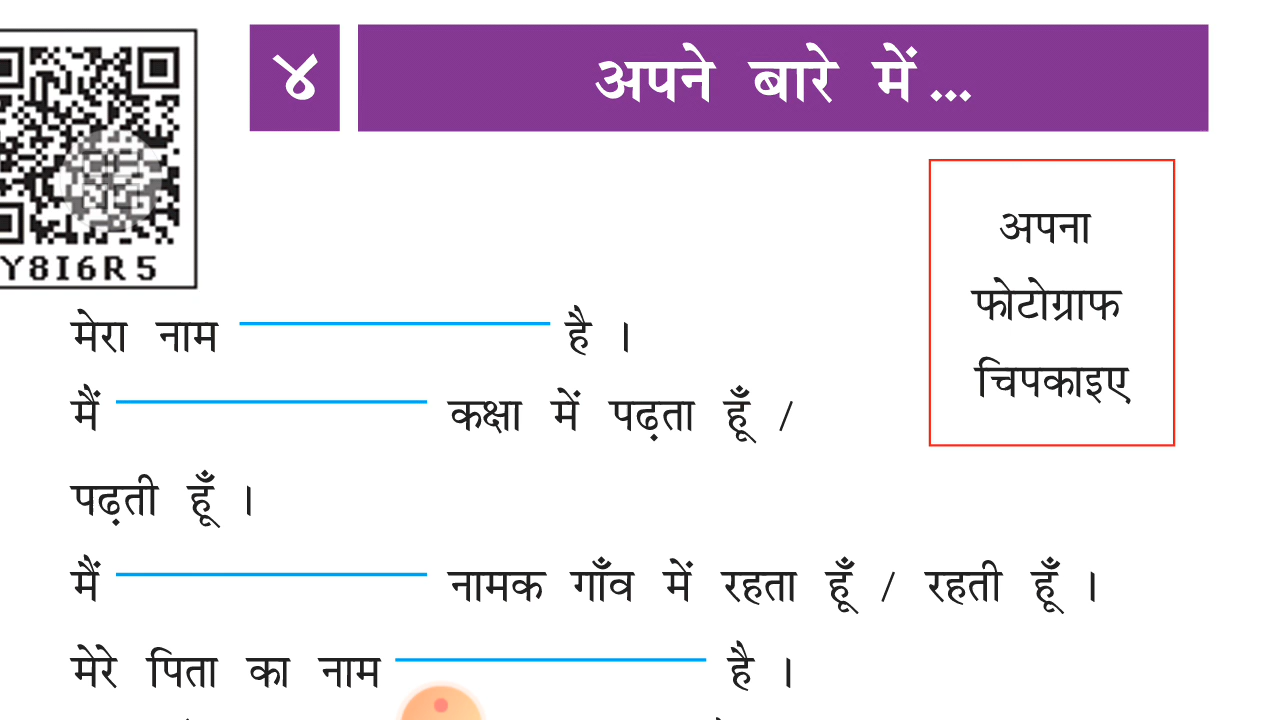 ४ अपने बारे में...
Y8I6R5
अपना
फोटोग्राफ
चिपकाइए
मेरा नाम है ।
मैं कक्षा में पढ़ता हूँ /
पढ़ती हूँ ।
मैं नामक गाँव में रहता हूँ / रहती हूँ ।
मेरे पिता का नाम है ।